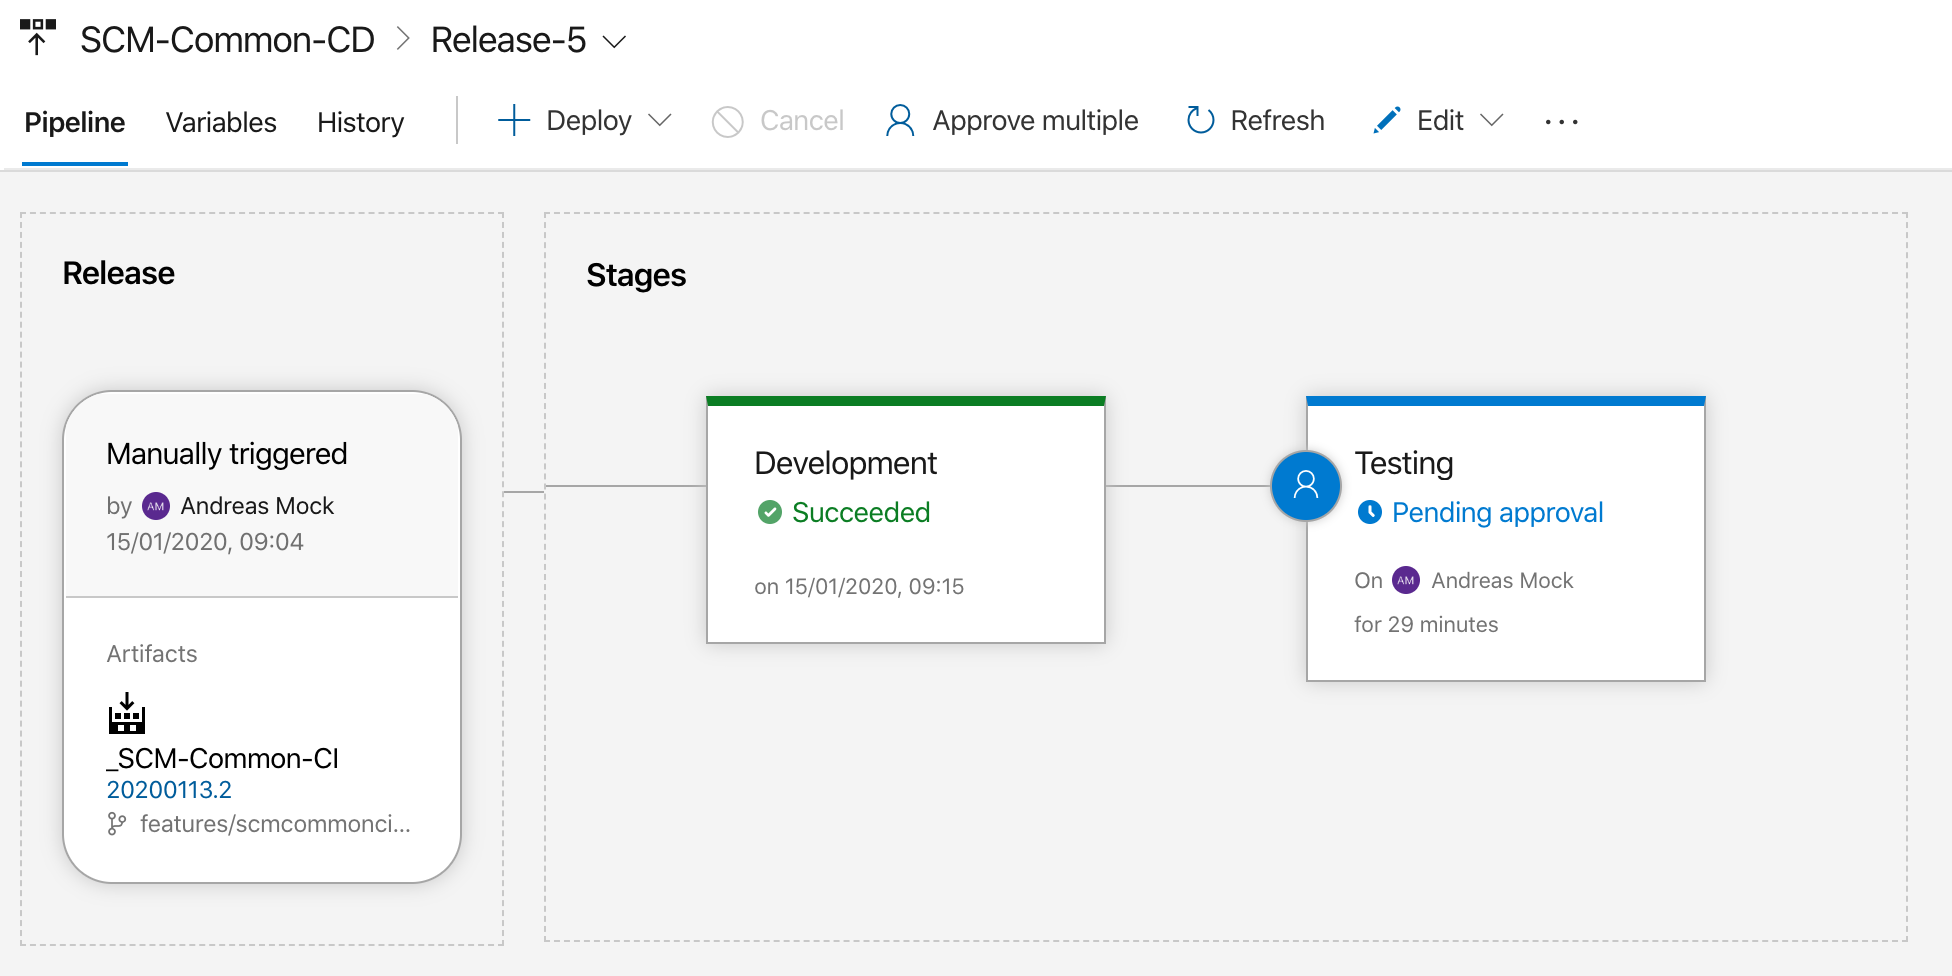 SCM-Common-CD > Release-5
Pipeline Variables History Deploy Cancel Approve multiple Refresh Edit ...
Release
Manually triggered
by AM Andreas Mock
15/01/2020, 09:04
Artifacts
_SCM-Common-CI
20200113.2
features/scmcommonci...
Stages
Development
Succeeded
on 15/01/2020, 09:15
Testing
Pending approval
On AM Andreas Mock
for 29 minutes